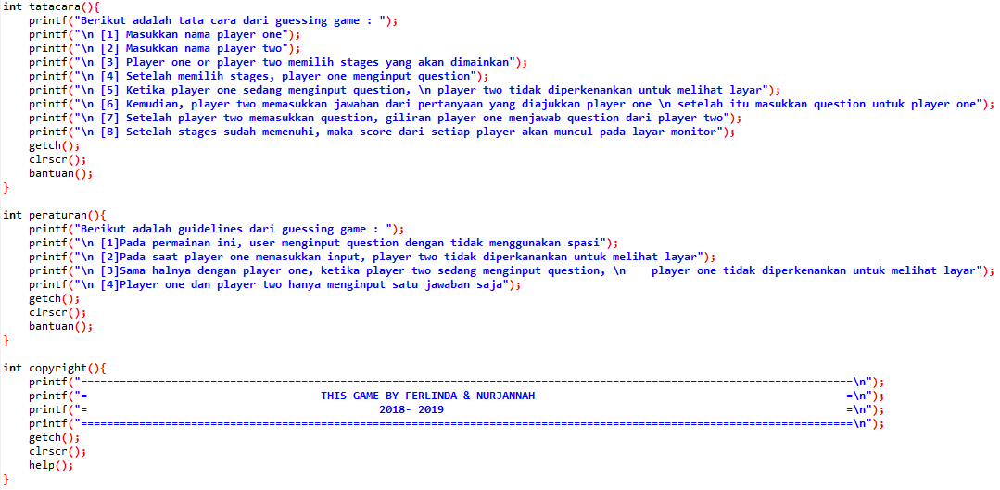 int tatacara(){
    printf("Berikut adalah tata cara dari guessing game : ");
    printf("\n [1] Masukkan nama player one");
    printf("\n [2] Masukkan nama player two");
    printf("\n [3] Player one or player two memilih stages yang akan dimainkan");
    printf("\n [4] Setelah memilih stages, player one menginput question");
    printf("\n [5] Ketika player one sedang menginput question, \n player two tidak diperkenankan untuk melihat layar");
    printf("\n [6] Kemudian, player two memasukkan jawaban dari pertanyaan yang diajukkan player one \n setelah itu masukkan question untuk player one");
    printf("\n [7] Setelah player two memasukkan question, giliran player one menjawab question dari player two");
    printf("\n [8] Setelah stages sudah memenuhi, maka score dari setiap player akan muncul pada layar monitor");
    getch();
    clrscr();
    bantuan();
}

int peraturan(){
    printf("Berikut adalah guidelines dari guessing game : ");
    printf("\n [1]Pada permainan ini, user menginput question dengan tidak menggunakan spasi");
    printf("\n [2]Pada saat player one memasukkan input, player two tidak diperkanankan untuk melihat layar");
    printf("\n [3]Sama halnya dengan player one, ketika player two sedang menginput question, \n    player one tidak diperkenankan untuk melihat layar");
    printf("\n [4]Player one dan player two hanya menginput satu jawaban saja");
    getch();
    clrscr();
    bantuan();
}

int copyright(){
    printf("=======================================================================================================================\n");
    printf("=                                    THIS GAME BY FERLINDA & NURJANNAH                                                =\n");
    printf("=                                             2018- 2019                                                              =\n");
    printf("=======================================================================================================================\n");
    getch();
    clrscr();
    help();
}